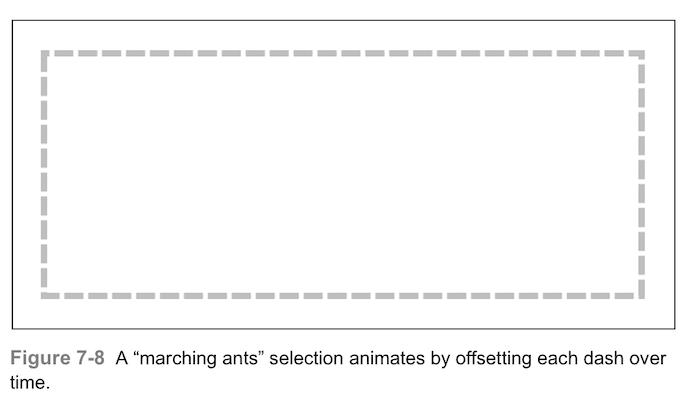 Figure 7-8 A “marching ants” selection animates by offsetting each dash over
time.